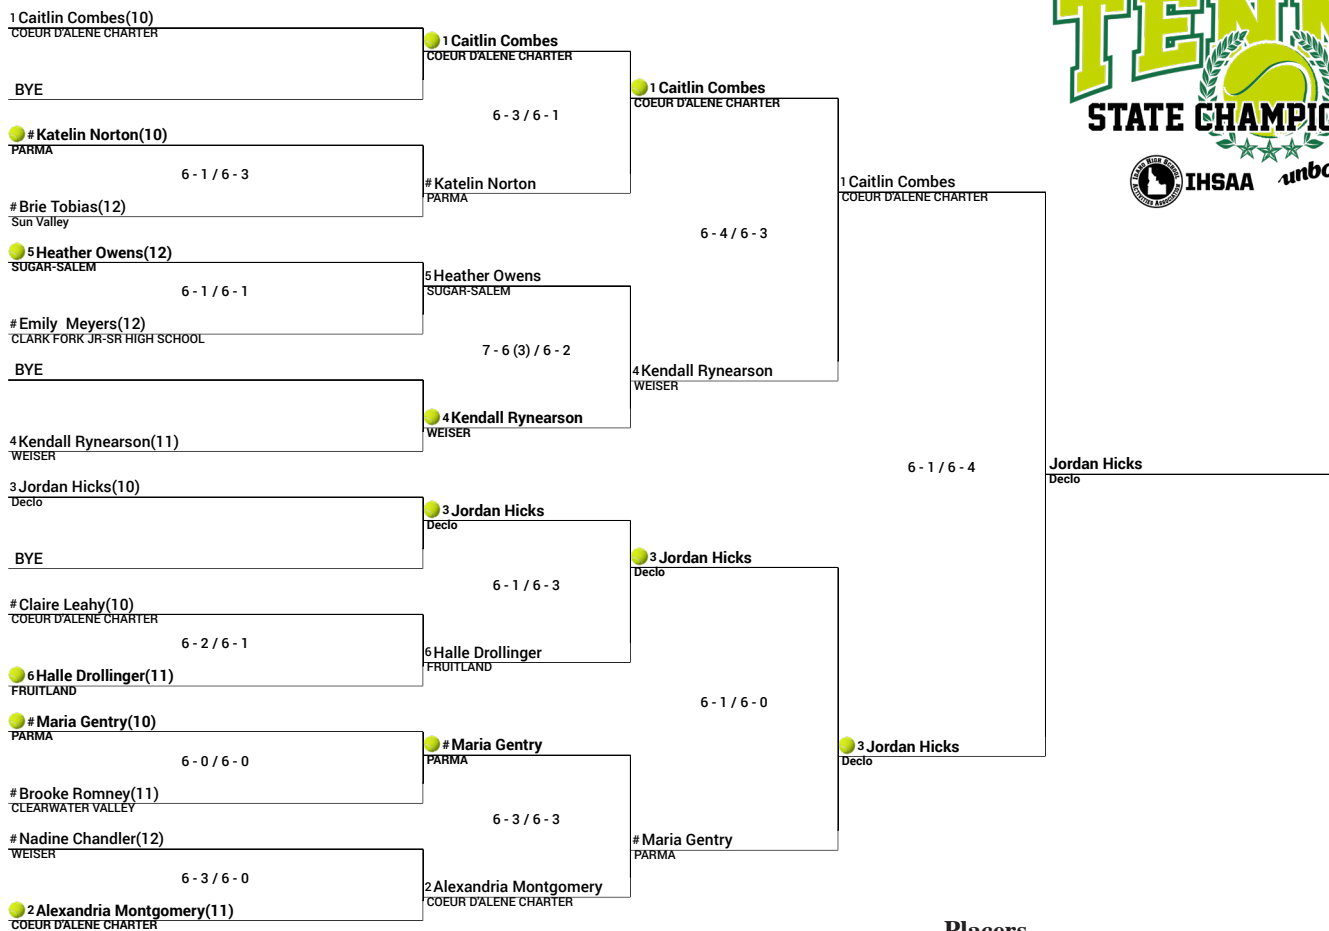 1 Caitlin Combes(10)
COEUR D'ALENE CHARTER
BYE
# Katelin Norton(10)
PARMA
6 - 1 / 6 - 3
# Brie Tobias(12)
Sun Valley
5 Heather Owens(12)
SUGAR-SALEM
6 - 1 / 6 - 1
# Emily Meyers(12)
CLARK FORK JR-SR HIGH SCHOOL
BYE
4 Kendall Rynearson(11)
WEISER
3 Jordan Hicks(10)
Declo
BYE
# Claire Leahy(10)
COEUR D'ALENE CHARTER
6 - 2 / 6 - 1
6 Halle Drollinger(11)
FRUITLAND
# Maria Gentry(10)
PARMA
6 - 0 / 6 - 0
# Brooke Romney(11)
CLEARWATER VALLEY
# Nadine Chandler(12)
WEISER
6 - 3 / 6 - 0
2 Alexandria Montgomery(11)
COEUR D'ALENE CHARTER
1 Caitlin Combes
COEUR D'ALENE CHARTER
6 - 3 / 6 - 1
# Katelin Norton
PARMA
5 Heather Owens
SUGAR-SALEM
7 - 6 (3) / 6 - 2
4 Kendall Rynearson
WEISER
3 Jordan Hicks
Declo
6 - 1 / 6 - 3
6 Halle Drollinger
FRUITLAND
# Maria Gentry
PARMA
6 - 3 / 6 - 3
2 Alexandria Montgomery
COEUR D'ALENE CHARTER
1 Caitlin Combes
COEUR D'ALENE CHARTER
6 - 4 / 6 - 3
4 Kendall Rynearson
WEISER
3 Jordan Hicks
Declo
6 - 1 / 6 - 0
# Maria Gentry
PARMA
1 Caitlin Combes
COEUR D'ALENE CHARTER
6 - 1 / 6 - 4
3 Jordan Hicks
Declo
Jordan Hicks
Declo
TENN
STATE CHAMPIO
IDAHO HIGH SCHOOL ACTIVITIES ASSOCIATION
IHSAA
Placers